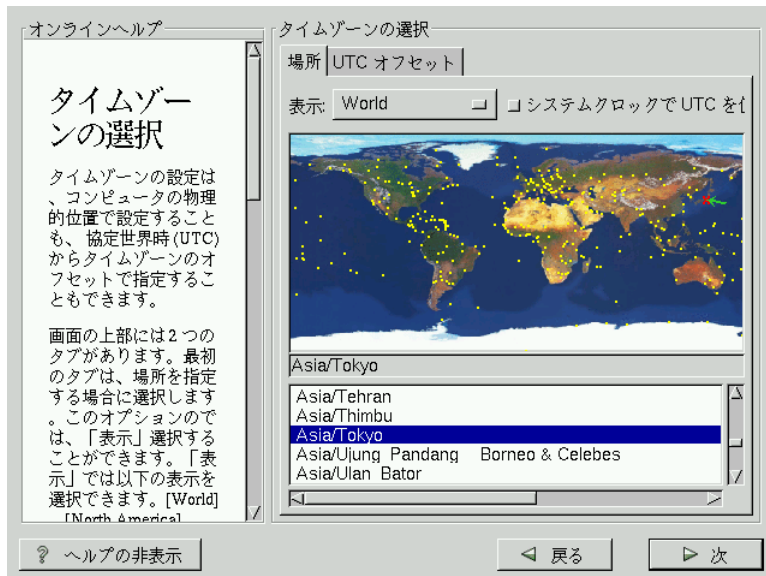 オンラインヘルプ
タイムゾー
ンの選択
タイムゾーンの設定は
、コンピュータの物理
的位置で設定すること
も、 協定世界時 (UTC)
からタイムゾーンのオ
フセットで指定するこ
ともできます。
画面の上部には2つの
タブがあります。最初
のタブは、場所を指定
する場合に選択します
。このオプションので
は、「表示」選択する
ことができます。「表
示」では以下の表示を
選択できます。[World]
[North America]
タイムゾーンの選択
場所 UTC オフセット
表示: World システムクロックで UTC を
Asia/Tokyo
Asia/Tehran
Asia/Thimbu
Asia/Tokyo
Asia/Ujung Pandang Borneo & Celebes
Asia/Ulan Bator
? ヘルプの非表示 戻る 次